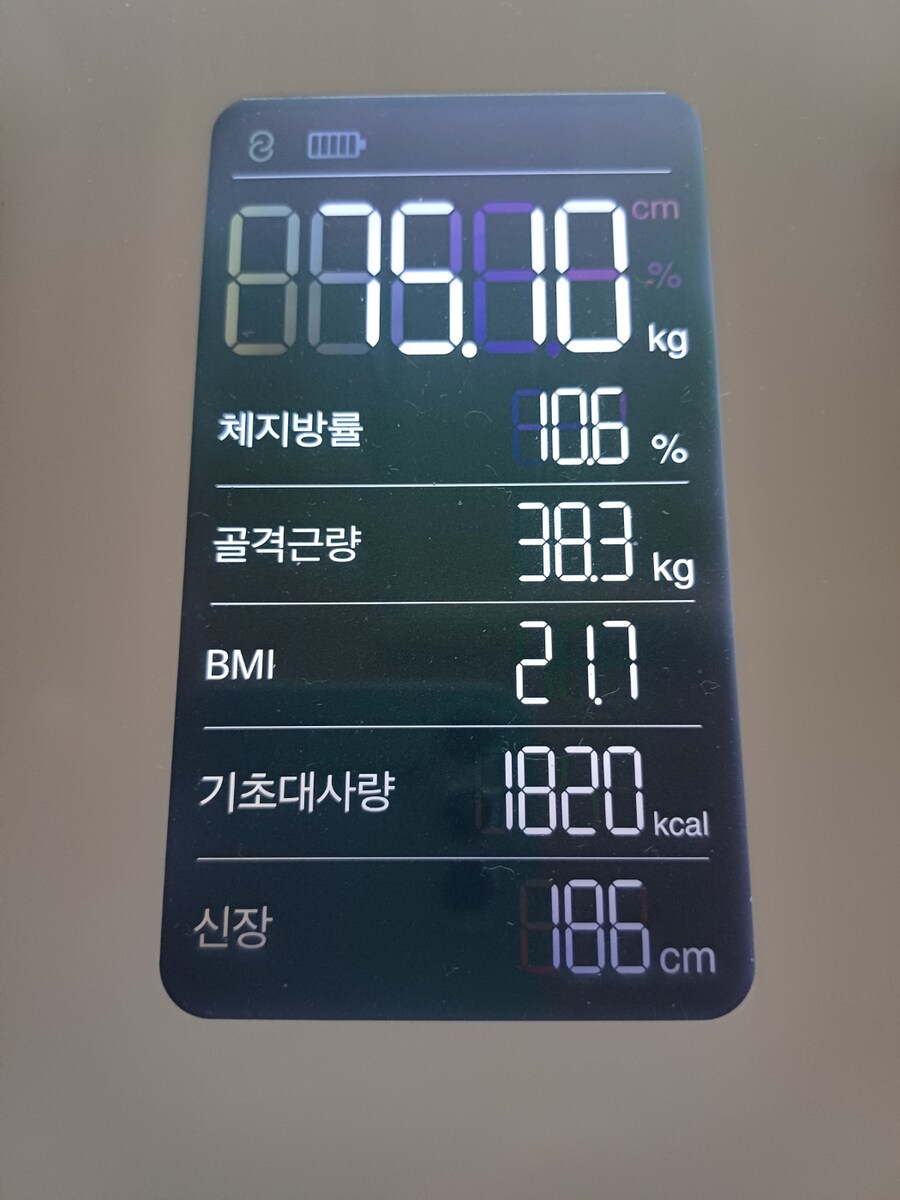 75.10 cm % kg
체지방률 10.6 %
골격근량 38.3 kg
BMI 21.7
기초대사량 1820 kcal
신장 186 cm